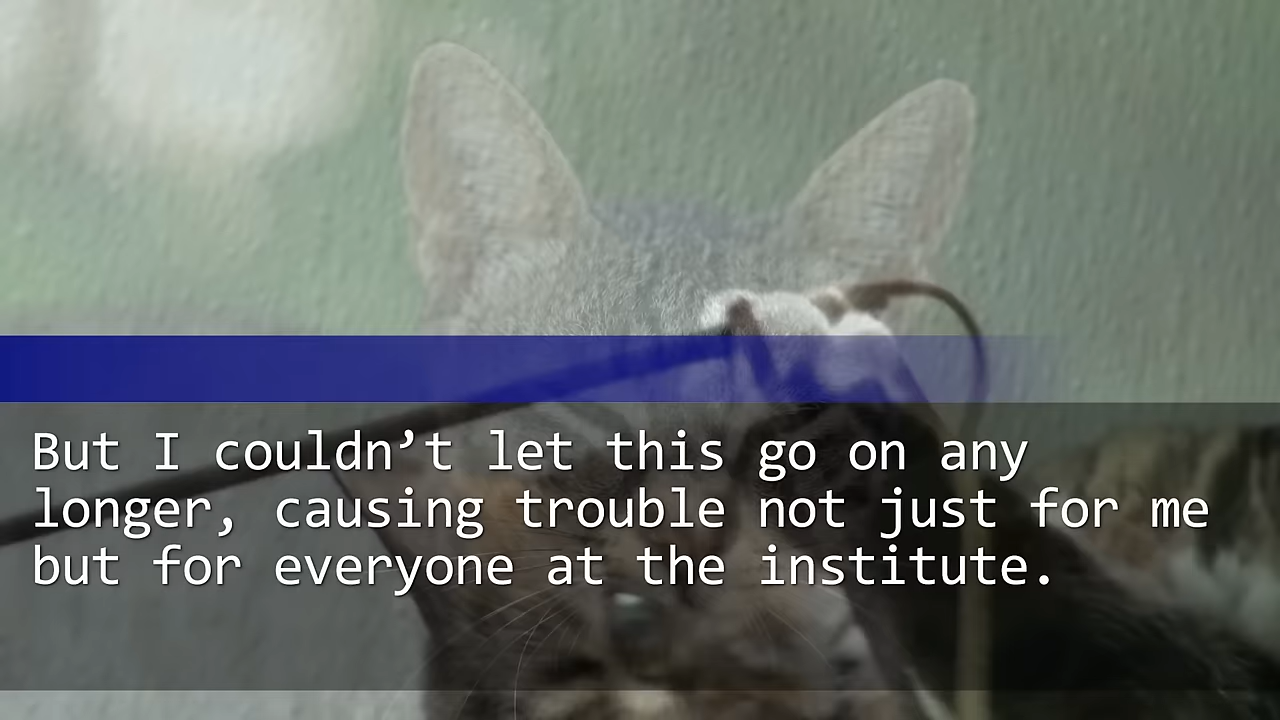 But I couldn’t let this go on any
longer, causing trouble not just for me
but for everyone at the institute.